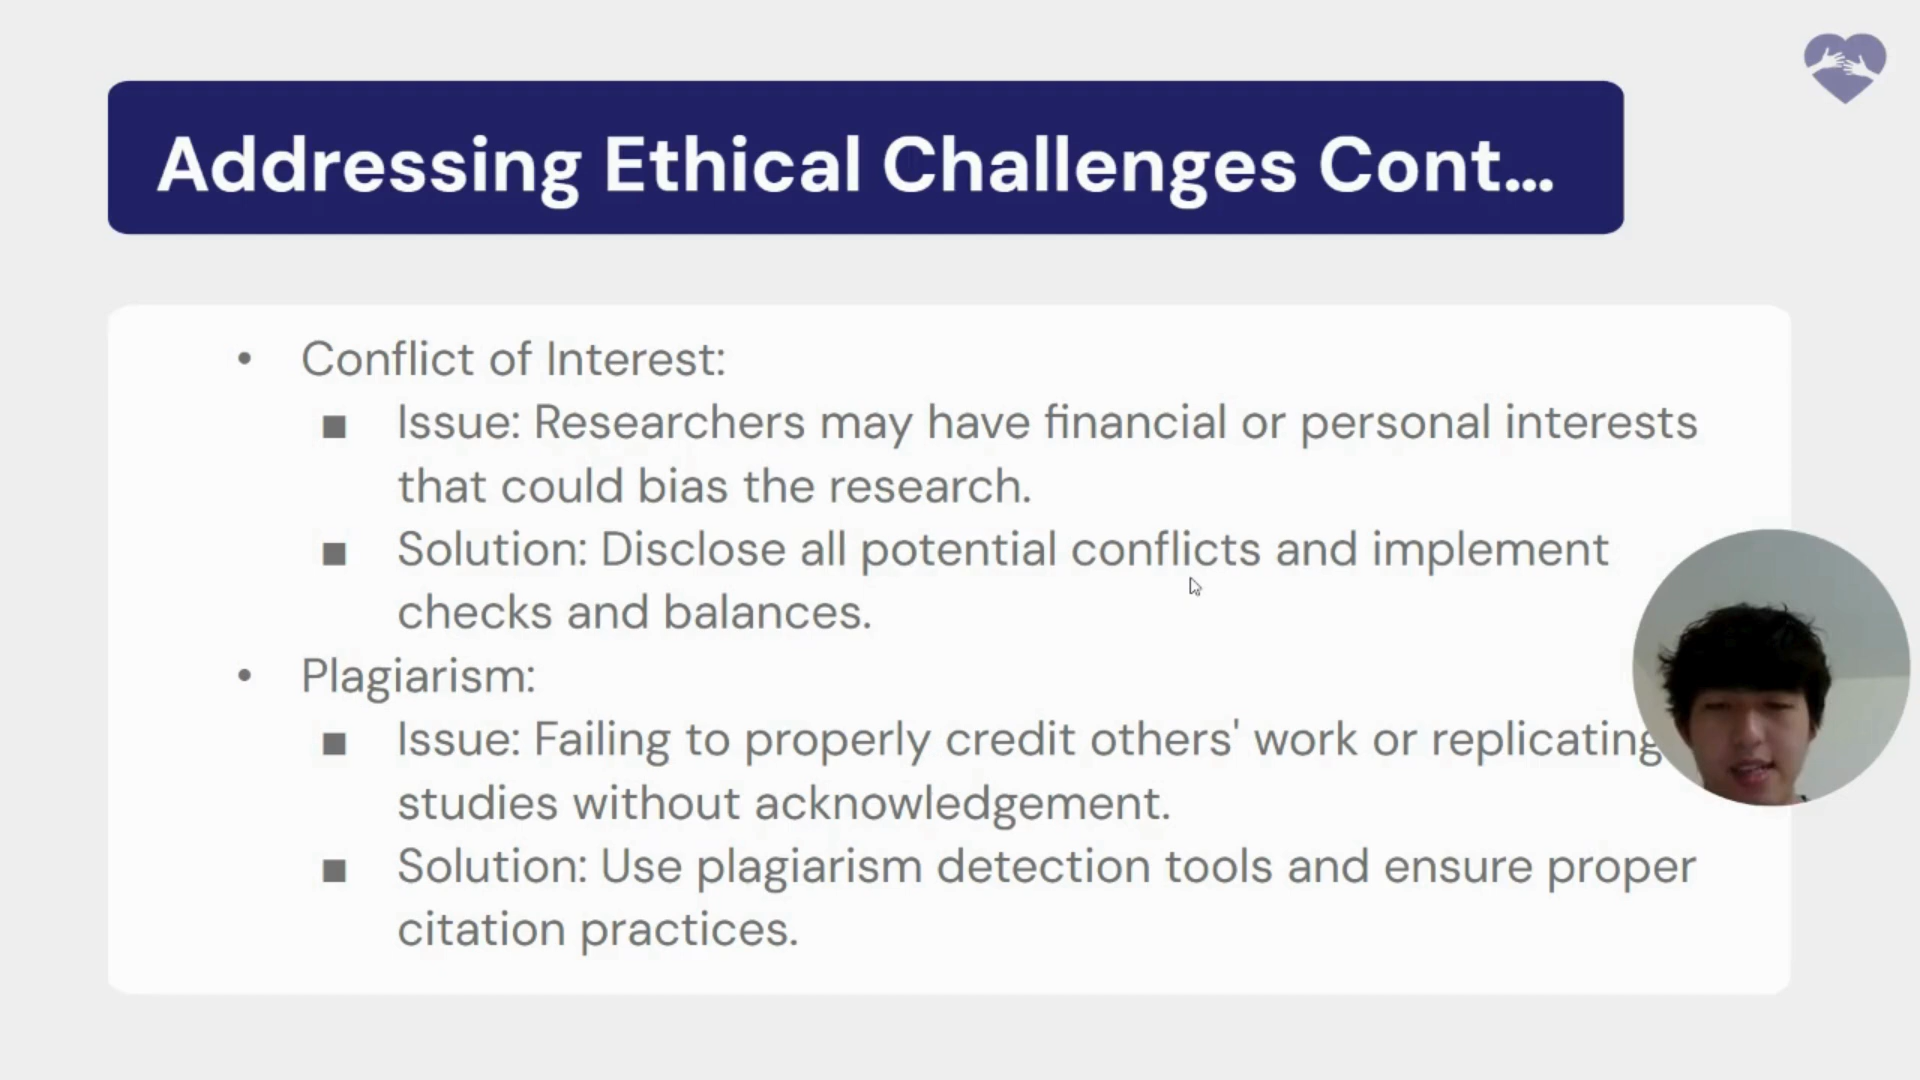 Addressing Ethical Challenges Cont...
• Conflict of Interest:
■ Issue: Researchers may have financial or personal interests
that could bias the research.
■ Solution: Disclose all potential conflicts and implement
checks and balances.
• Plagiarism:
■ Issue: Failing to properly credit others' work or replicating
studies without acknowledgement.
■ Solution: Use plagiarism detection tools and ensure proper
citation practices.